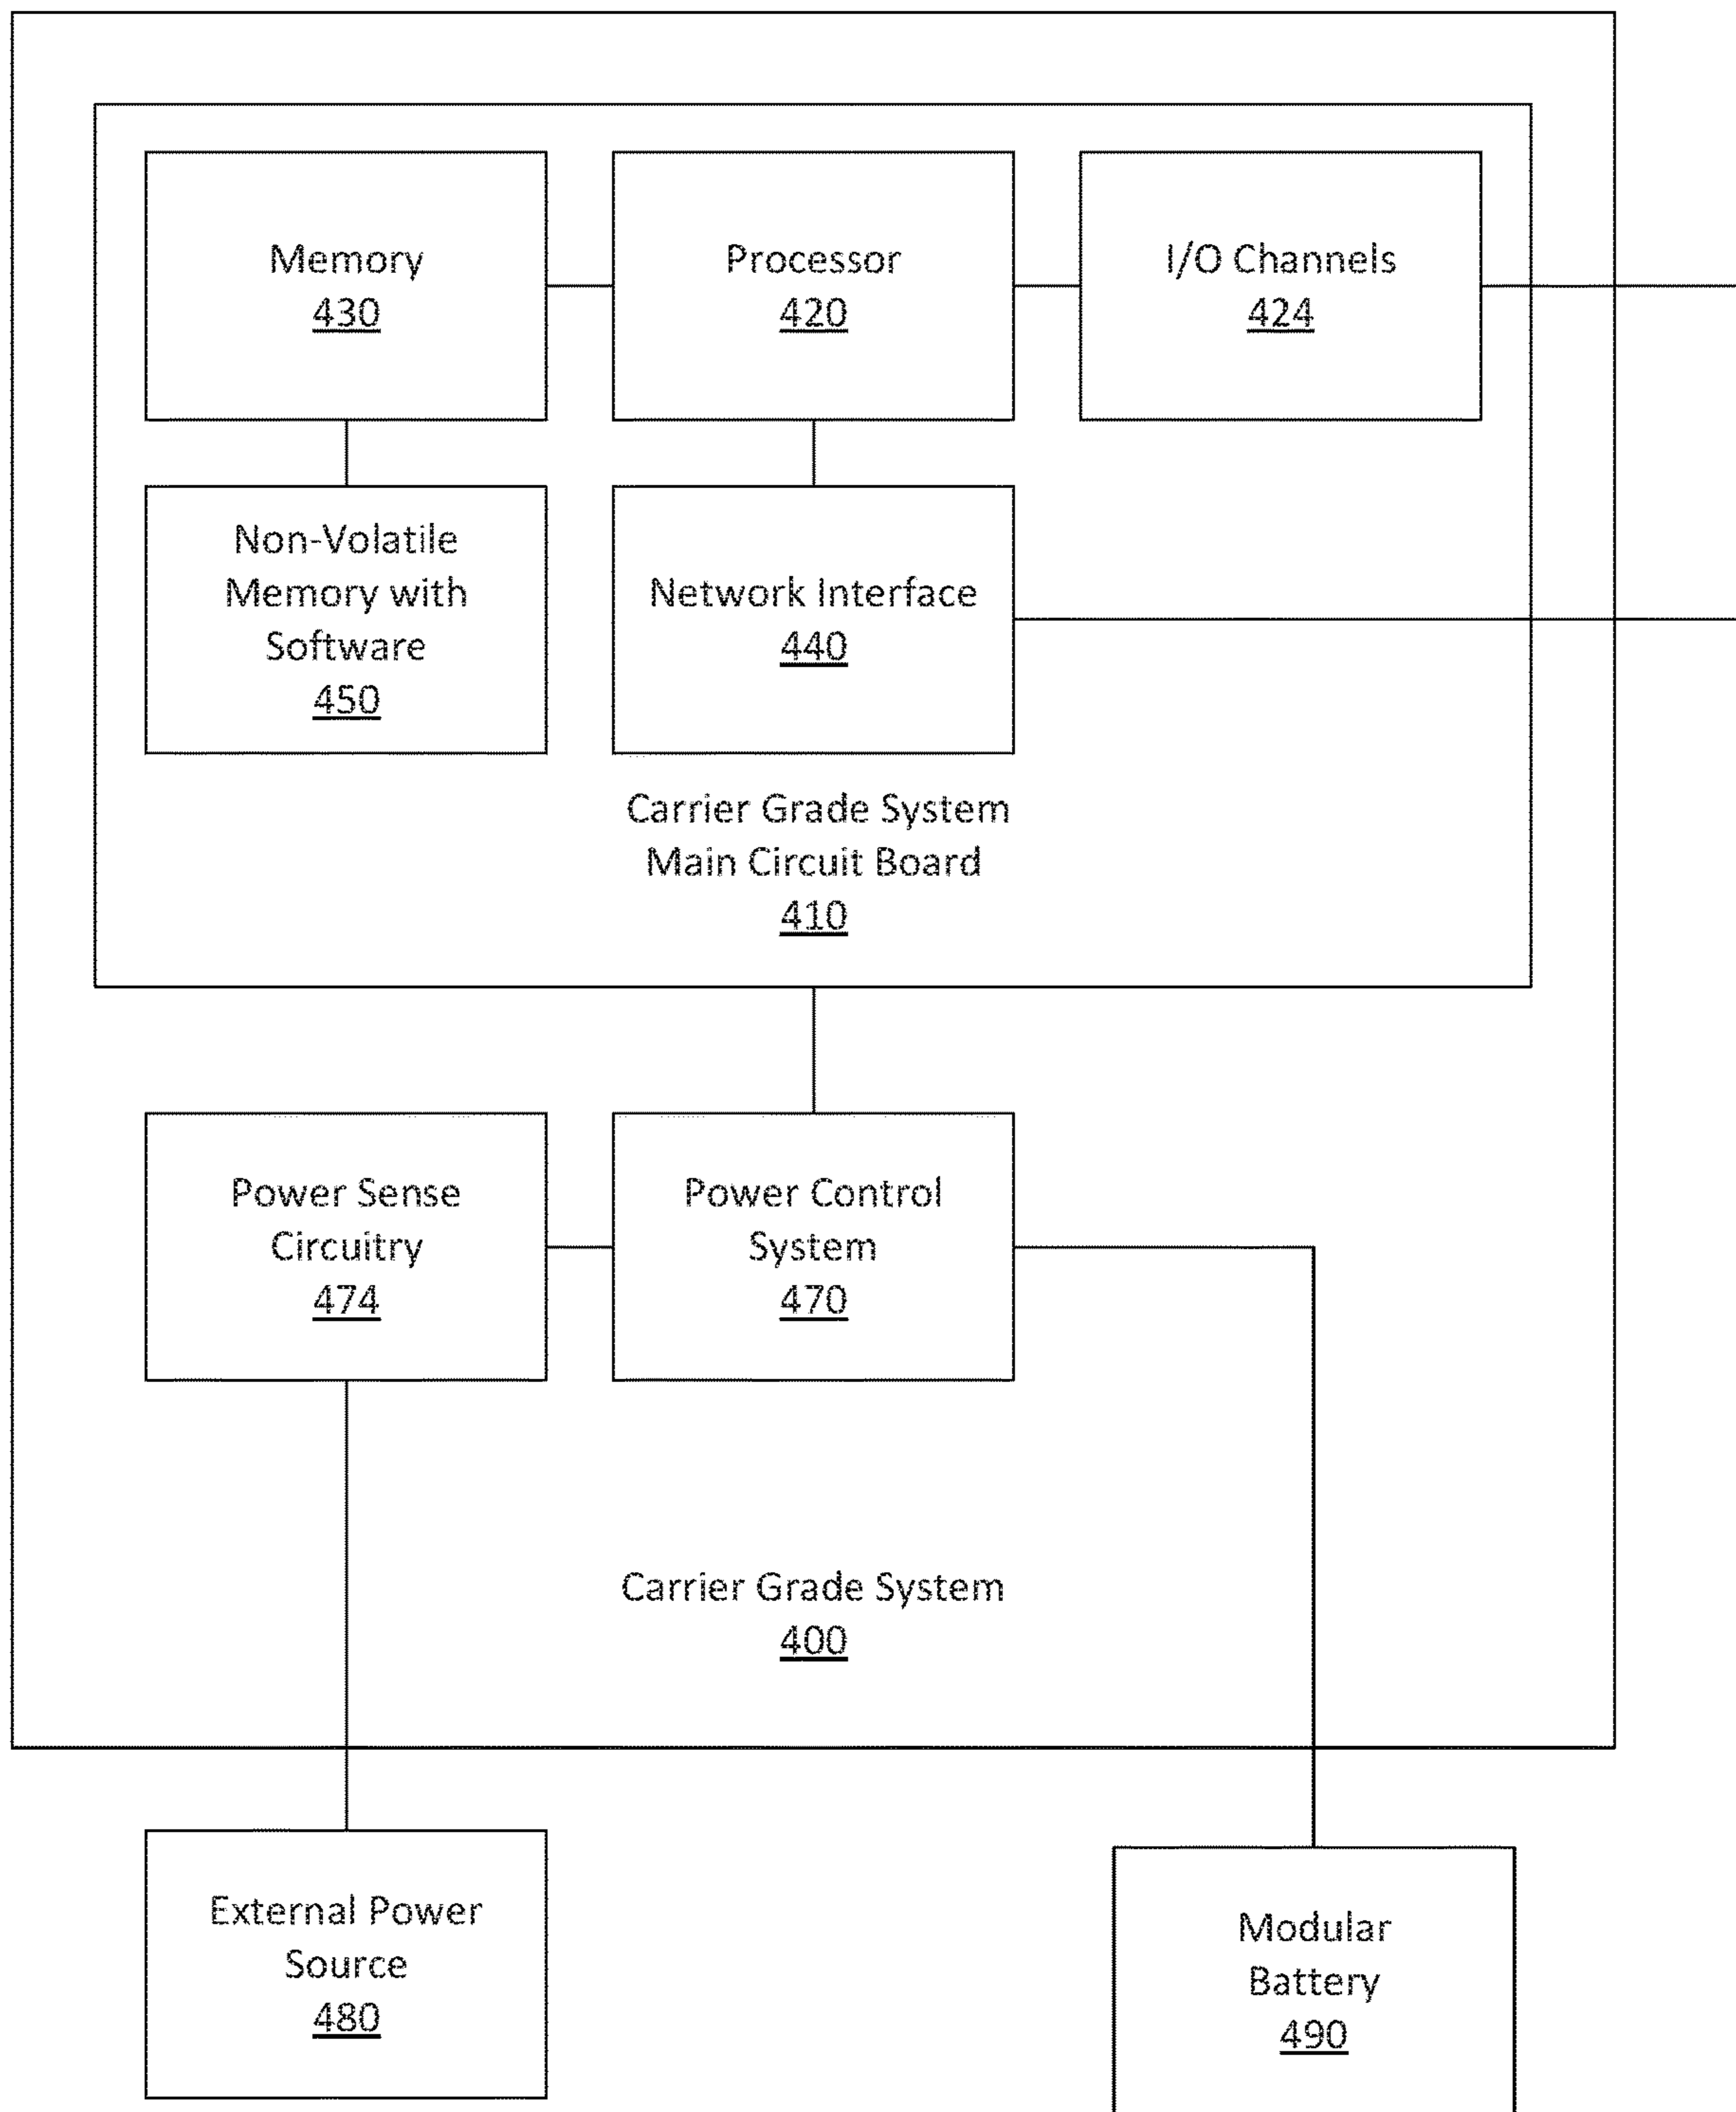 Memory
430
Processor
420
I/O Channels
424
Non-Volatile
Memory with
Software
450
Network Interface
440
Carrier Grade System
Main Circuit Board
410
Power Sense
Circuitry
474
Power Control
System
470
Carrier Grade System
400
External Power
Source
480
Modular
Battery
490